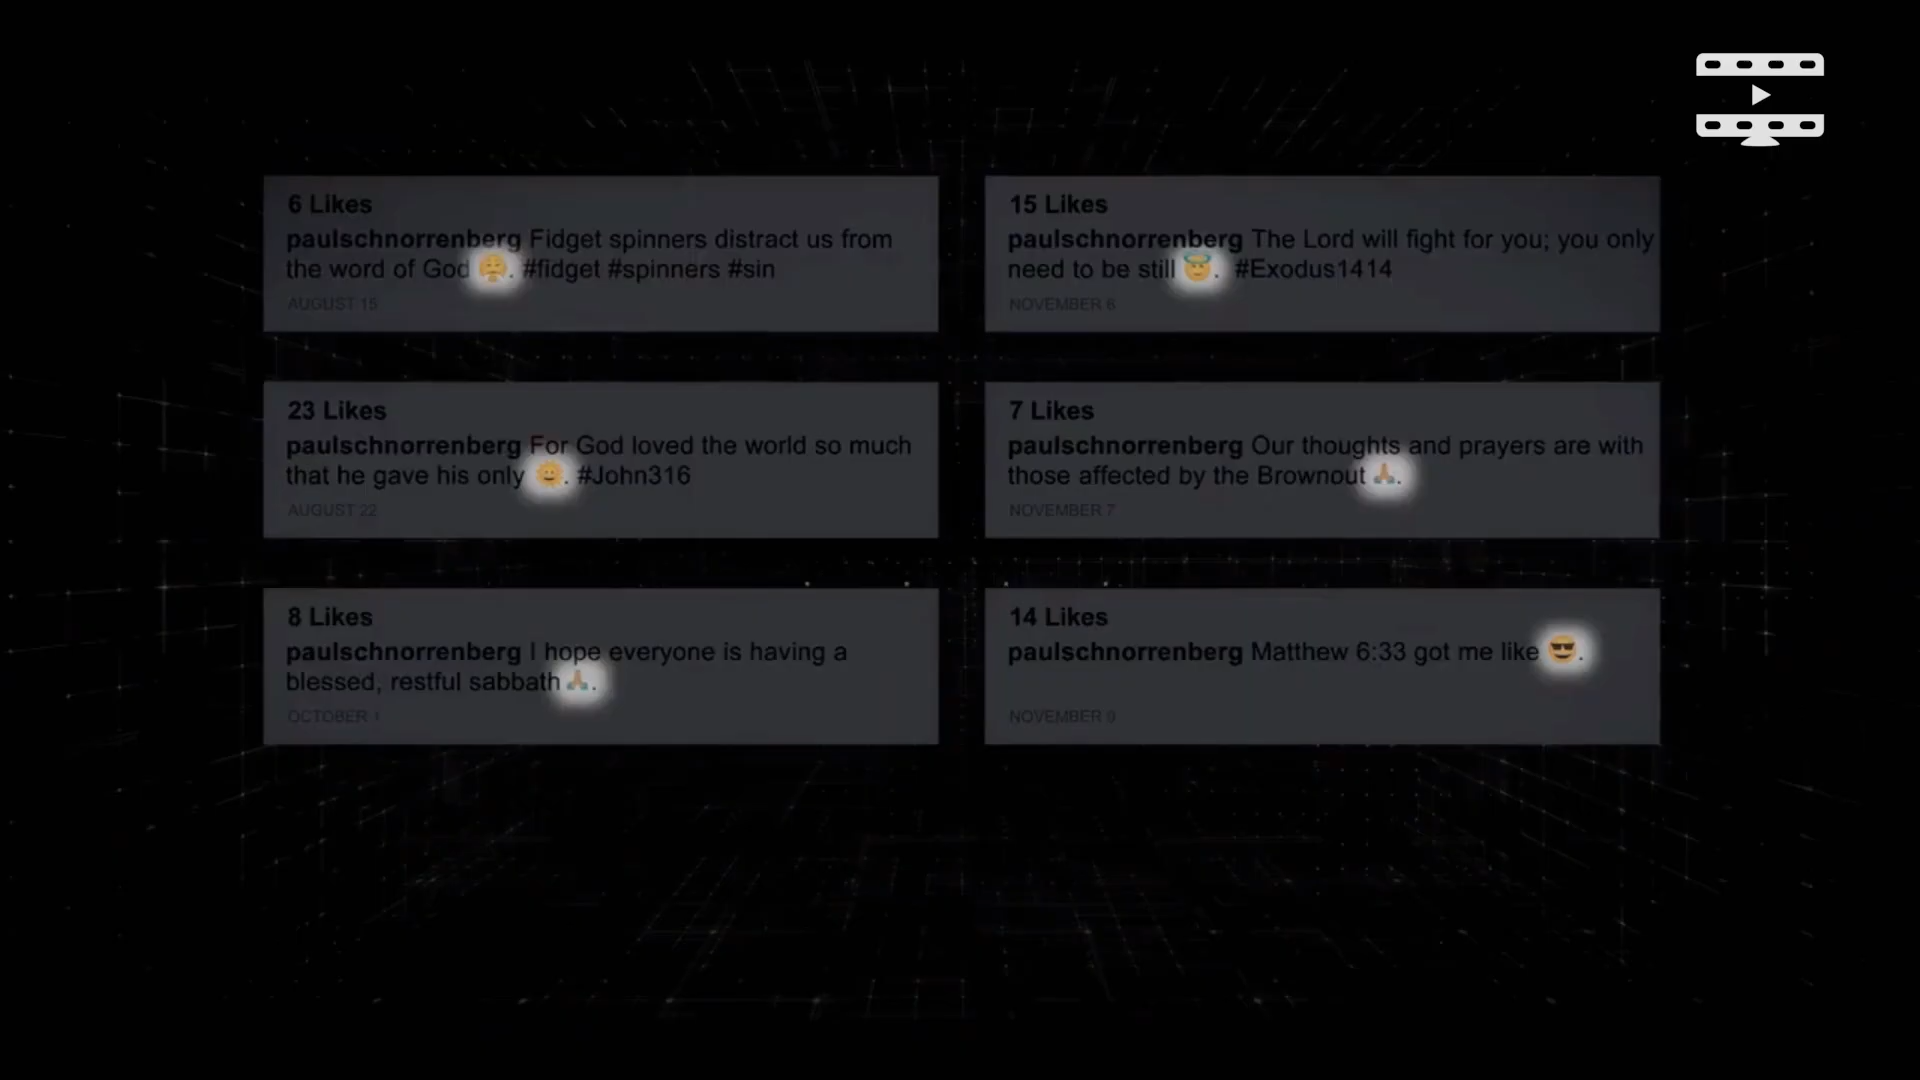 6 Likes
paulschnorrenberg Fidget spinners distract us from
the word of God 😤. #fidget #spinners #sin
AUGUST 15
23 Likes
paulschnorrenberg For God loved the world so much
that he gave his only 🌞. #John316
AUGUST 22
8 Likes
paulschnorrenberg I hope everyone is having a
blessed, restful sabbath 🙏.
OCTOBER 1
15 Likes
paulschnorrenberg The Lord will fight for you; you only
need to be still 😇. #Exodus1414
NOVEMBER 6
7 Likes
paulschnorrenberg Our thoughts and prayers are with
those affected by the Brownout 🙏.
NOVEMBER 7
14 Likes
paulschnorrenberg Matthew 6:33 got me like 😎.
NOVEMBER 9